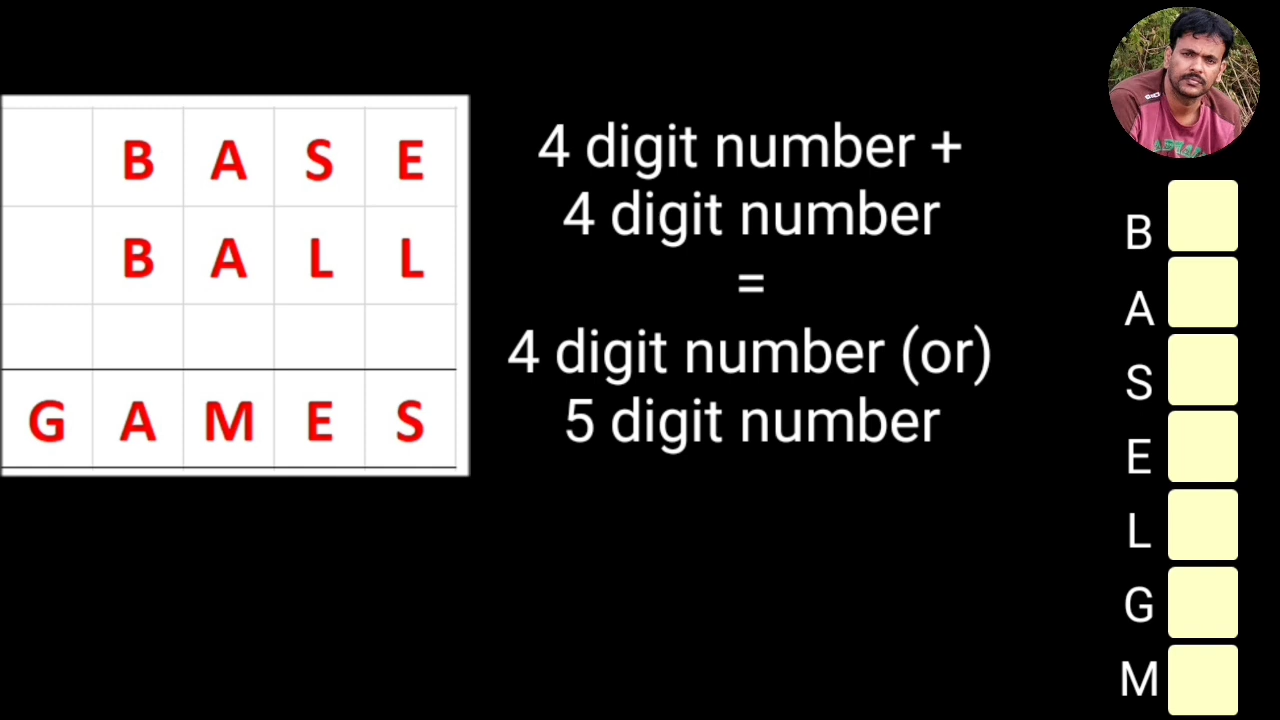 B A S E
B A L L
G A M E S
4 digit number +
4 digit number
=
4 digit number (or)
5 digit number
B
A
S
E
L
G
M